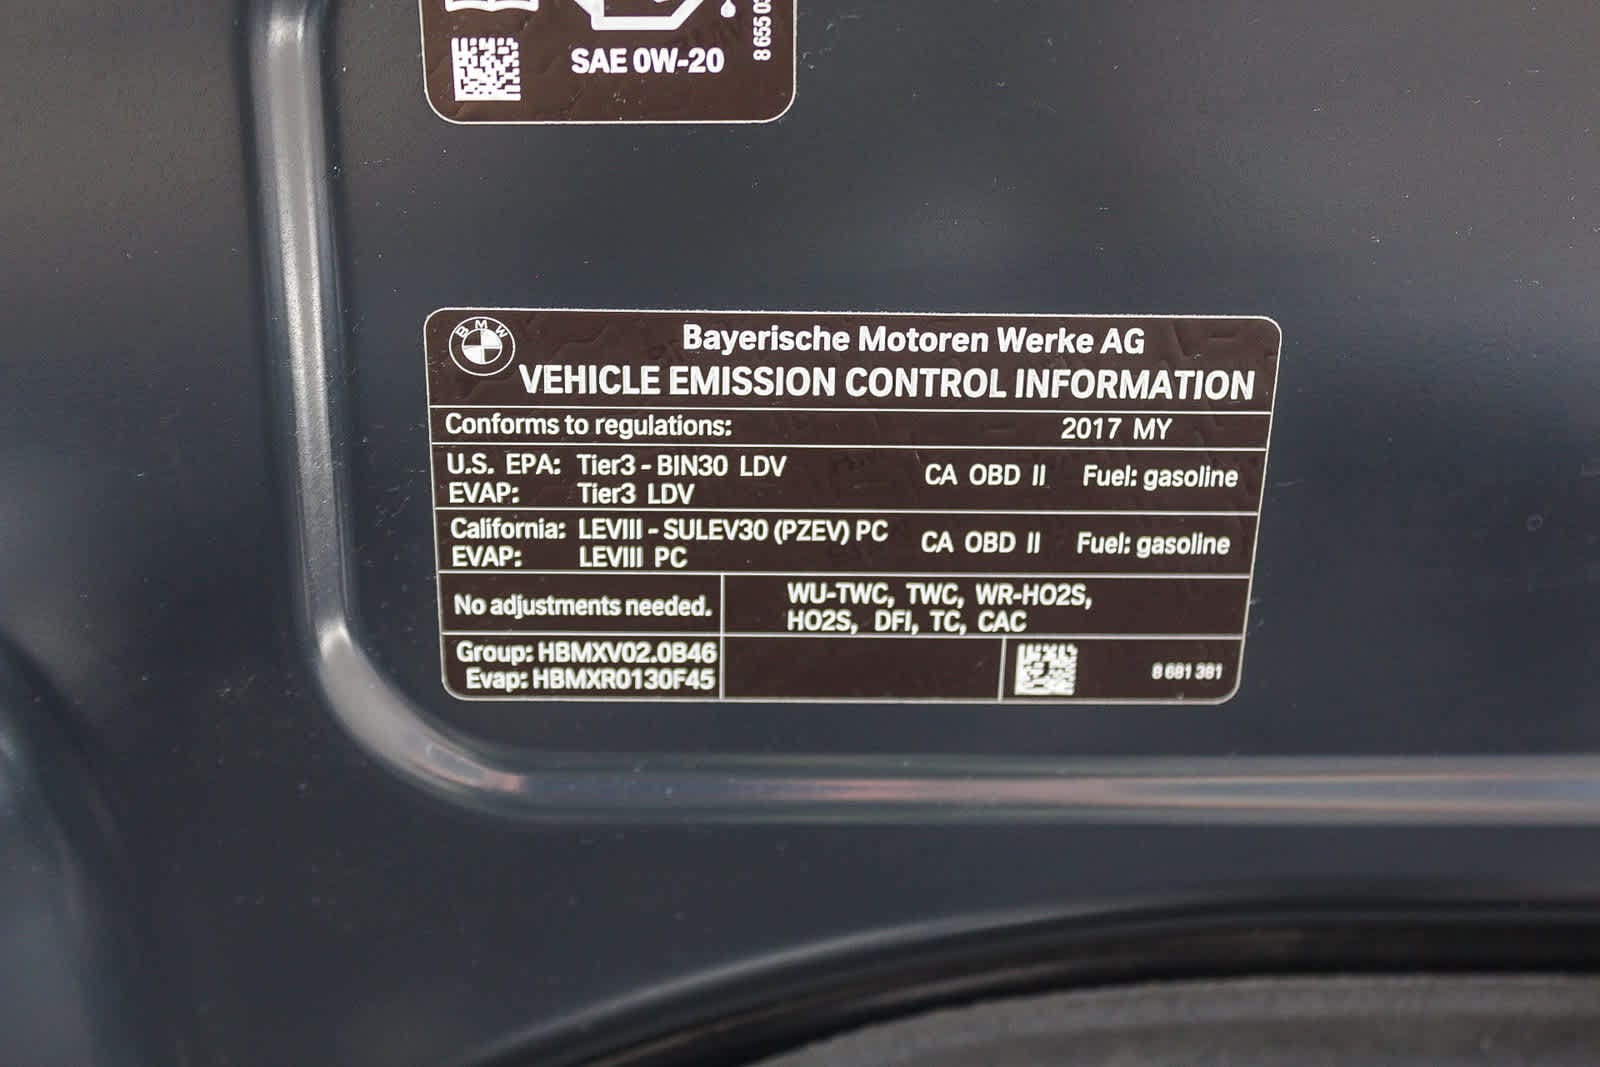 SAE 0W-20
8 655 03
BMW
Bayerische Motoren Werke AG
VEHICLE EMISSION CONTROL INFORMATION
Conforms to regulations: 2017 MY
U.S. EPA: Tier3 - BIN30 LDV CA OBD II Fuel: gasoline
EVAP: Tier3 LDV
California: LEVIII - SULEV30 (PZEV) PC CA OBD II Fuel: gasoline
EVAP: LEVIII PC
No adjustments needed. WU-TWC, TWC, WR-HO2S,
HO2S, DFI, TC, CAC
Group: HBMXV02.0B46
Evap: HBMXR0130F45
8 681 381